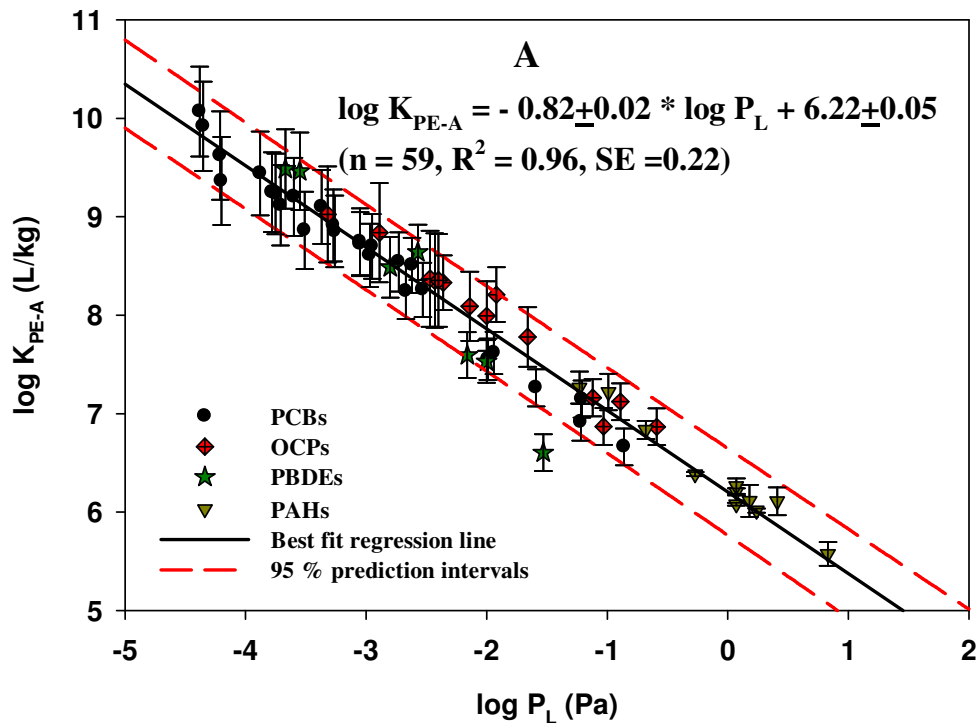 A
log K_PE-A = - 0.82±0.02 * log P_L + 6.22±0.05
(n = 59, R² = 0.96, SE =0.22)
11
10
9
8
7
6
5
log K_PE-A (L/kg)
PCBs
OCPs
PBDEs
PAHs
Best fit regression line
95 % prediction intervals
-5 -4 -3 -2 -1 0 1 2
log P_L (Pa)